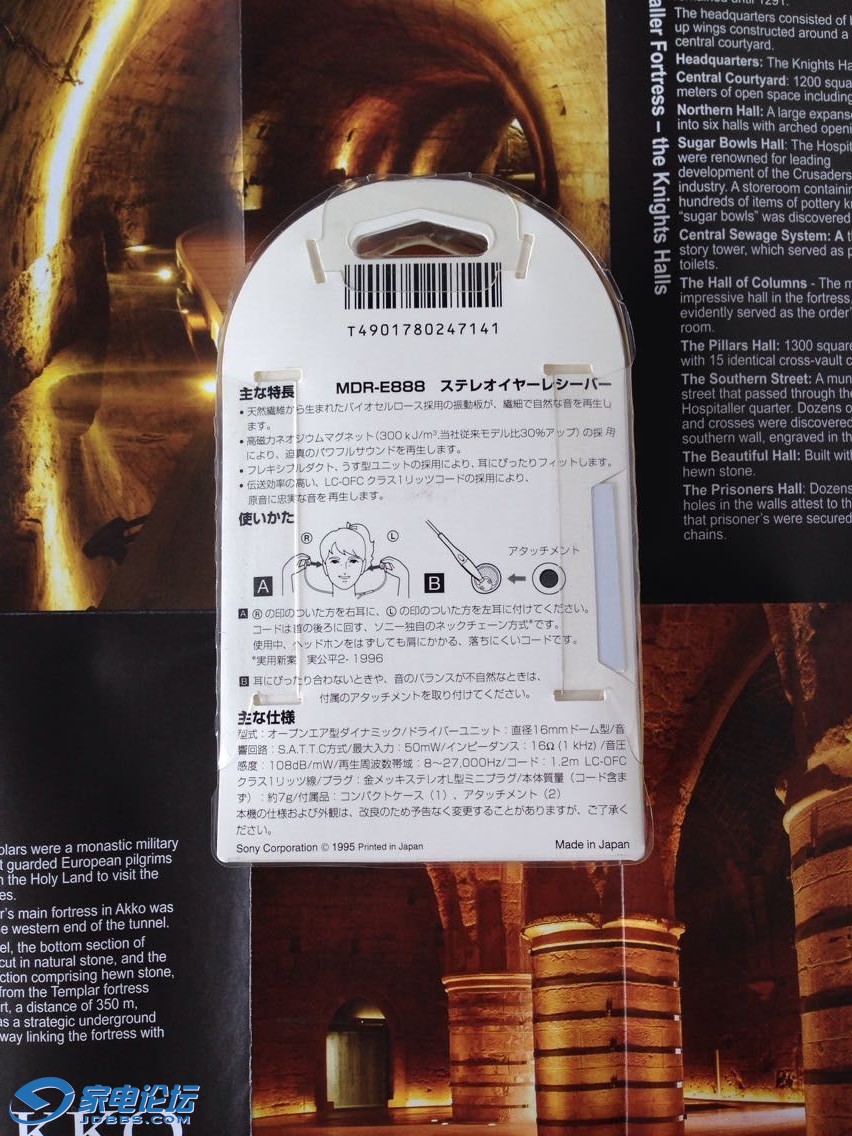 remained until 1291.
The headquarters consisted of
up wings constructed around a
central courtyard.
Headquarters: The Knights
Central Courtyard: 1200
meters of open space including
Northern Hall: A large
into six halls with arched
Sugar Bowls Hall: The
were renowned for leading
development of the Crusaders
industry. A storeroom
hundreds of items of pottery
"sugar bowls" was discovered
Central Sewage System: A
story tower, which served as
toilets.
The Hall of Columns - The
impressive hall in the fortress,
evidently served as the order's
room.
The Pillars Hall: 1300 square
with 15 identical cross-vault
The Southern Street: A
street that passed through the
Hospitaller quarter. Dozens
and crosses were discovered
southern wall, engraved in
The Beautiful Hall: Built
hewn stone.
The Prisoners Hall: Dozens
holes in the walls attest to
that prisoner's were secured
chains.
aller Fortress – the Knights Halls
T4901780247141
主な特長 MDR-E888 ステレオイヤーレシーバー
• 天然繊維から生まれたバイオセルロース採用の振動板が、繊細で自然な音を再生し
ます。
• 高磁力ネオジウムマグネット(300 kJ/m³,当社従来モデル比30%アップ)の採用
により、迫真のパワフルサウンドを再生します。
• フレキシブルダクト、うす型ユニットの採用により、耳にぴったりフィットします。
• 伝送効率の高い、LC-OFC クラス1リッツコードの採用により、
原音に忠実な音を再生します。
使いかた
R L
アタッチメント
A B
A Ⓡの印のついた方を右耳に、Ⓛの印のついた方を左耳に付けてください。
コードは首の後ろに回す、ソニー独自のネックチェーン方式*です。
使用中、ヘッドホンをはずしても肩にかかる、落ちにくいコードです。
*実用新案 実公平2- 1996
B 耳にぴったり合わないときや、音のバランスが不自然なときは、
付属のアタッチメントを取り付けてください。
主な仕様
型式：オープンエア型ダイナミック/ドライバーユニット：直径16mmドーム型/音
響回路：S.A.T.T.C方式/最大入力：50mW/インピーダンス：16Ω (1 kHz) /音圧
感度：108dB/mW/再生周波数帯域：8〜27,000Hz/コード：1.2m LC-OFC
クラス1リッツ線/プラグ：金メッキステレオL型ミニプラグ/本体質量（コード含ま
ず）：約7g/付属品：コンパクトケース（1）、アタッチメント（2）
本機の仕様および外観は、改良のため予告なく変更することがありますが、ご了承く
ださい。
Sony Corporation © 1995 Printed in Japan Made in Japan
plars were a monastic military
t guarded European pilgrims
the Holy Land to visit the
es.
r's main fortress in Akko was
e western end of the tunnel.
el, the bottom section of
cut in natural stone, and the
ction comprising hewn stone,
from the Templar fortress
rt, a distance of 350 m,
as a strategic underground
way linking the fortress with
家电论坛
JDBBS.COM